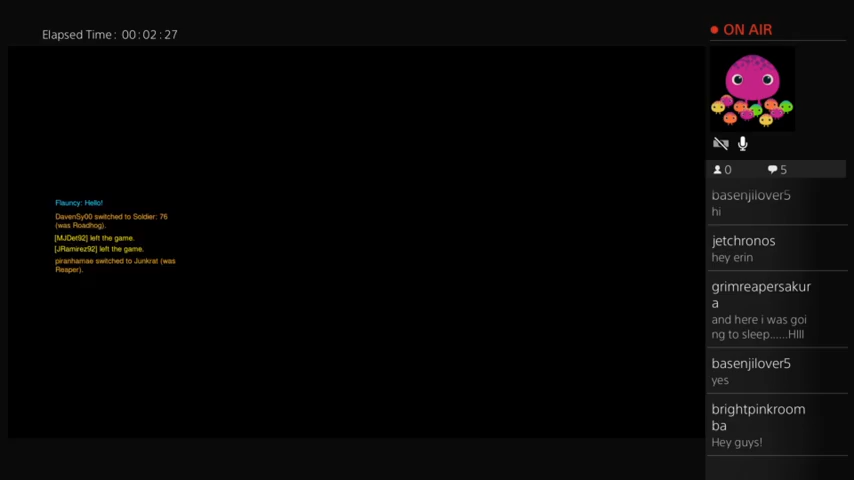 Elapsed Time: 00:02:27
ON AIR
0 5
Flauncy: Hello!
DavenSy00 switched to Soldier: 76
(was Roadhog).
[MJDet92] left the game.
[JRamirez92] left the game.
piranhamae switched to Junkrat (was
Reaper).
basenjilover5
hi
jetchronos
hey erin
grimreapersakur
a
and here i was goi
ng to sleep......HIII
basenjilover5
yes
brightpinkroom
ba
Hey guys!